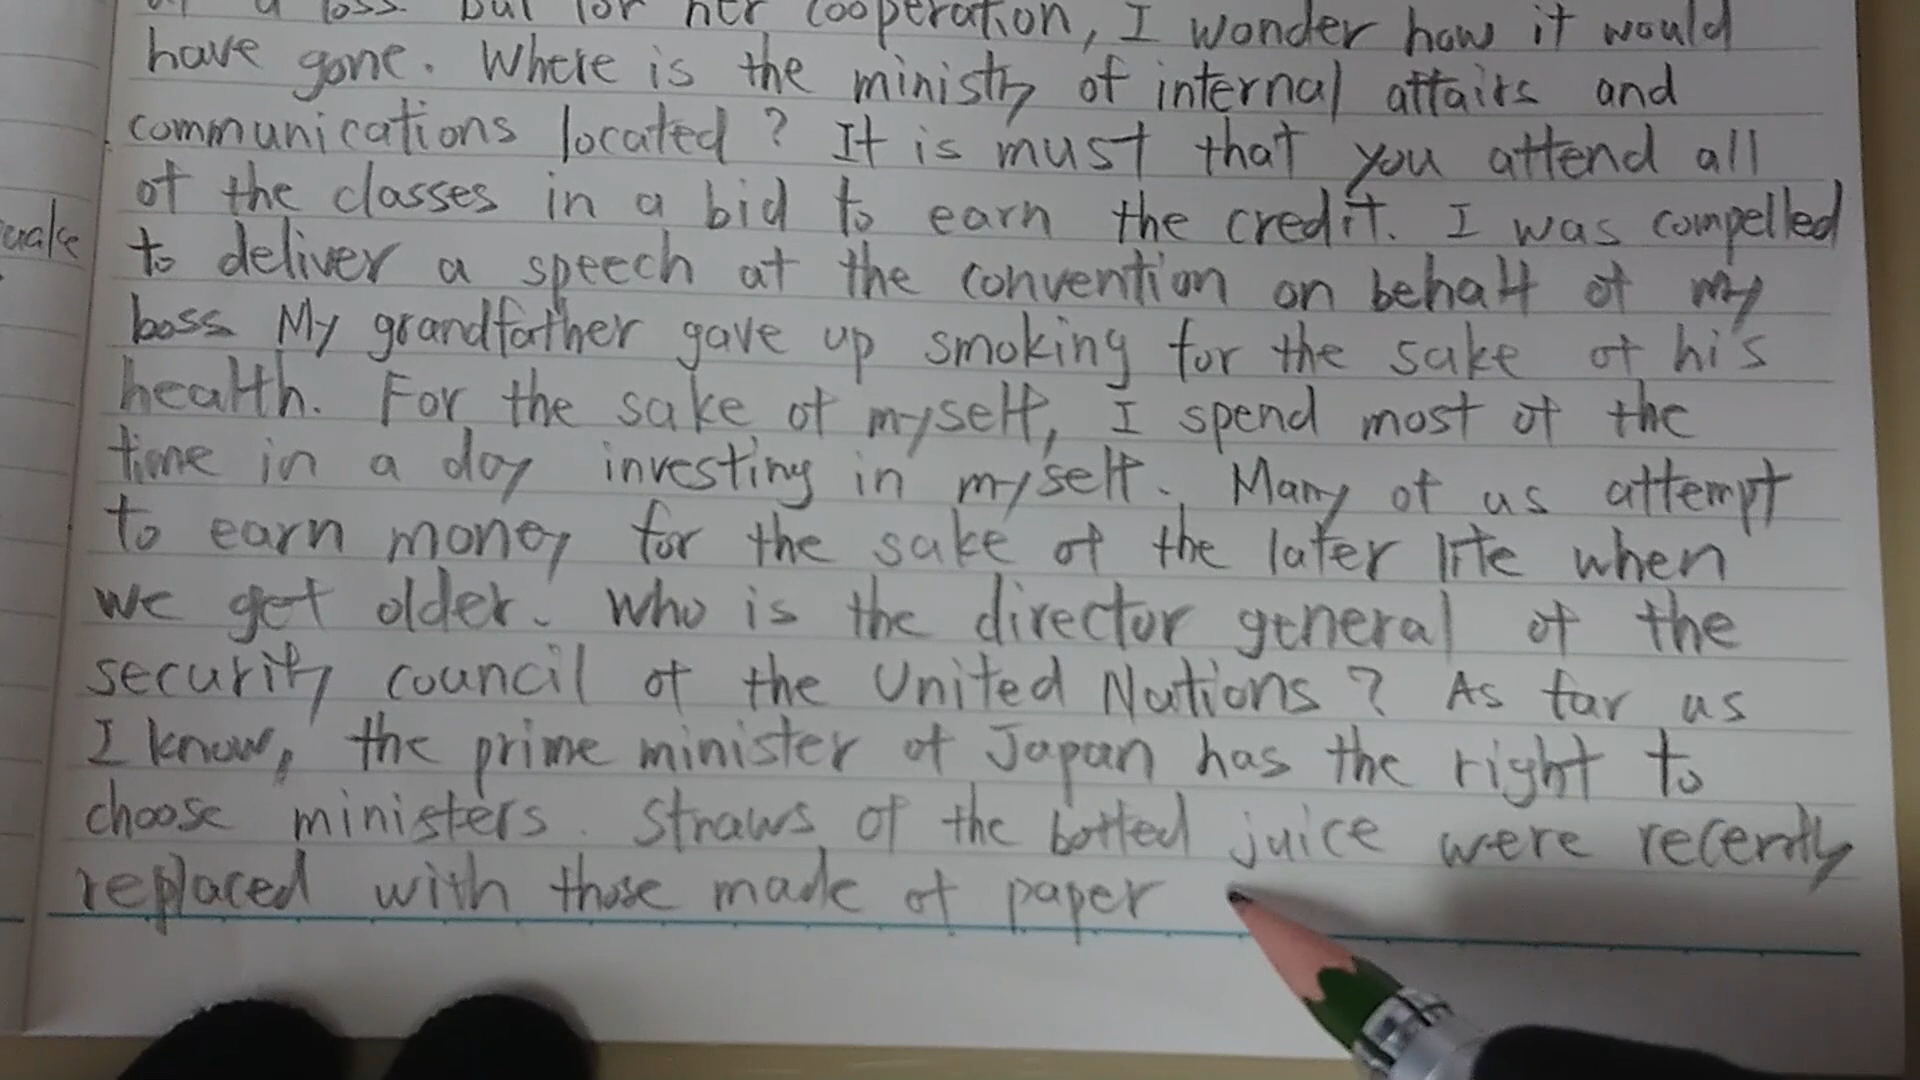 a loss. But for her cooperation, I wonder how it would
have gone. Where is the ministry of internal affairs and
communications located? It is must that you attend all
of the classes in a bid to earn the credit. I was compelled
to deliver a speech at the convention on behalf of my
boss My grandfather gave up smoking for the sake of his
health. For the sake of myself, I spend most of the
time in a day investing in myself. Many of us attempt
to earn money for the sake of the later life when
we get older. Who is the director general of the
security council of the United Nations? As far as
I know, the prime minister of Japan has the right to
choose ministers. Straws of the botted juice were recently
replaced with those made of paper